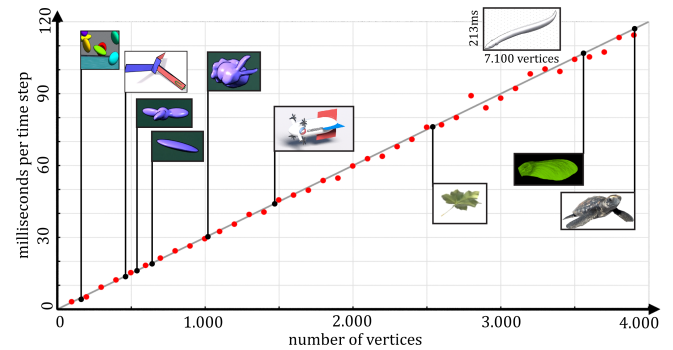 120
90
60
30
0
milliseconds per time step
213ms
7.100 vertices
0
1.000
2.000
3.000
4.000
number of vertices